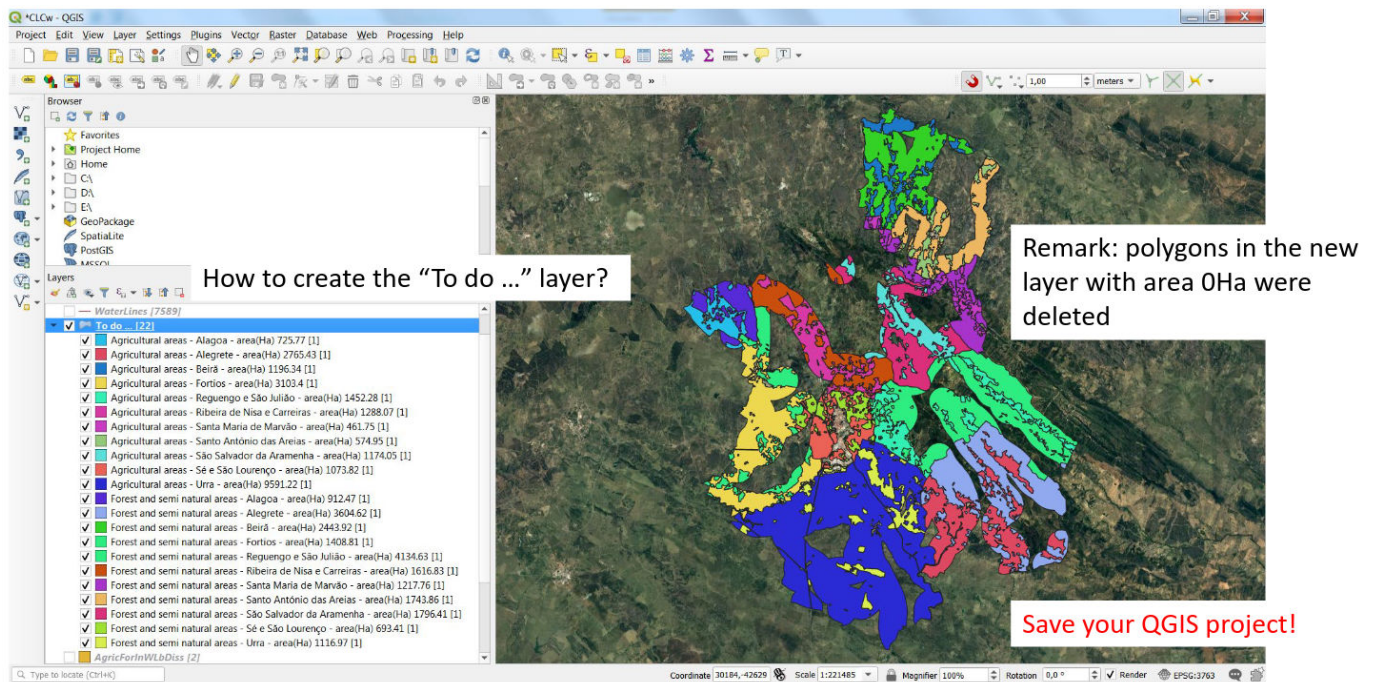 *CLCw - QGIS
Project Edit View Layer Settings Plugins Vector Raster Database Web Processing Help
1,00
meters
Browser
Favorites
Project Home
Home
C:\
D:\
E:\
GeoPackage
SpatiaLite
PostGIS
MSSQL
How to create the “To do ...” layer?
Remark: polygons in the new
layer with area 0Ha were
deleted
Layers
WaterLines [7589]
To do ... [22]
Agricultural areas - Alagoa - area(Ha) 725.77 [1]
Agricultural areas - Alegrete - area(Ha) 2765.43 [1]
Agricultural areas - Beirã - area(Ha) 1196.34 [1]
Agricultural areas - Fortios - area(Ha) 3103.4 [1]
Agricultural areas - Reguengo e São Julião - area(Ha) 1452.28 [1]
Agricultural areas - Ribeira de Nisa e Carreiras - area(Ha) 1288.07 [1]
Agricultural areas - Santa Maria de Marvão - area(Ha) 461.75 [1]
Agricultural areas - Santo António das Areias - area(Ha) 574.95 [1]
Agricultural areas - São Salvador da Aramenha - area(Ha) 1174.05 [1]
Agricultural areas - Sé e São Lourenço - area(Ha) 1073.82 [1]
Agricultural areas - Urra - area(Ha) 9591.22 [1]
Forest and semi natural areas - Alagoa - area(Ha) 912.47 [1]
Forest and semi natural areas - Alegrete - area(Ha) 3604.62 [1]
Forest and semi natural areas - Beirã - area(Ha) 2443.92 [1]
Forest and semi natural areas - Fortios - area(Ha) 1408.81 [1]
Forest and semi natural areas - Reguengo e São Julião - area(Ha) 4134.63 [1]
Forest and semi natural areas - Ribeira de Nisa e Carreiras - area(Ha) 1616.83 [1]
Forest and semi natural areas - Santa Maria de Marvão - area(Ha) 1217.76 [1]
Forest and semi natural areas - Santo António das Areias - area(Ha) 1743.86 [1]
Forest and semi natural areas - São Salvador da Aramenha - area(Ha) 1796.41 [1]
Forest and semi natural areas - Sé e São Lourenço - area(Ha) 693.41 [1]
Forest and semi natural areas - Urra - area(Ha) 1116.97 [1]
AgricForInWLbDiss [2]
Save your QGIS project!
Type to locate (Ctrl+K)
Coordinate 30184,-42629 Scale 1:221485 Magnifier 100% Rotation 0,0 ° Render EPSG:3763